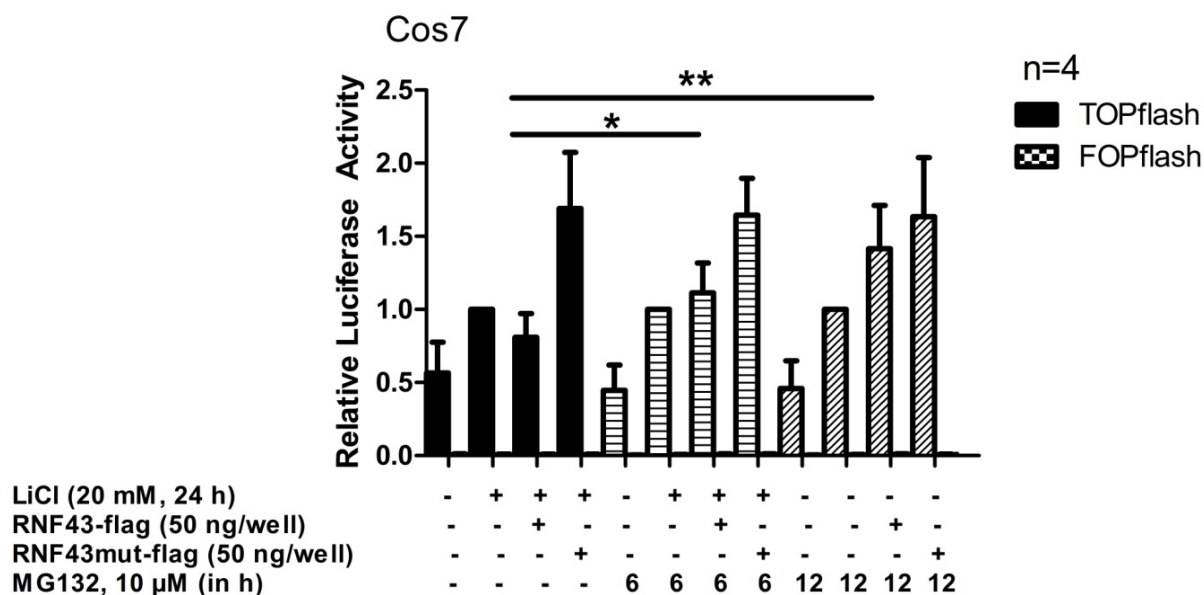 Cos7
n=4
TOPflash
FOPflash
Relative Luciferase Activity
2.5
2.0
1.5
1.0
0.5
0.0
**
*
LiCl (20 mM, 24 h) - + + + - + + + - - - -
RNF43-flag (50 ng/well) - - + - - - + - - - + -
RNF43mut-flag (50 ng/well) - - - + - - - + - - - +
MG132, 10 µM (in h) - - - - 6 6 6 6 12 12 12 12